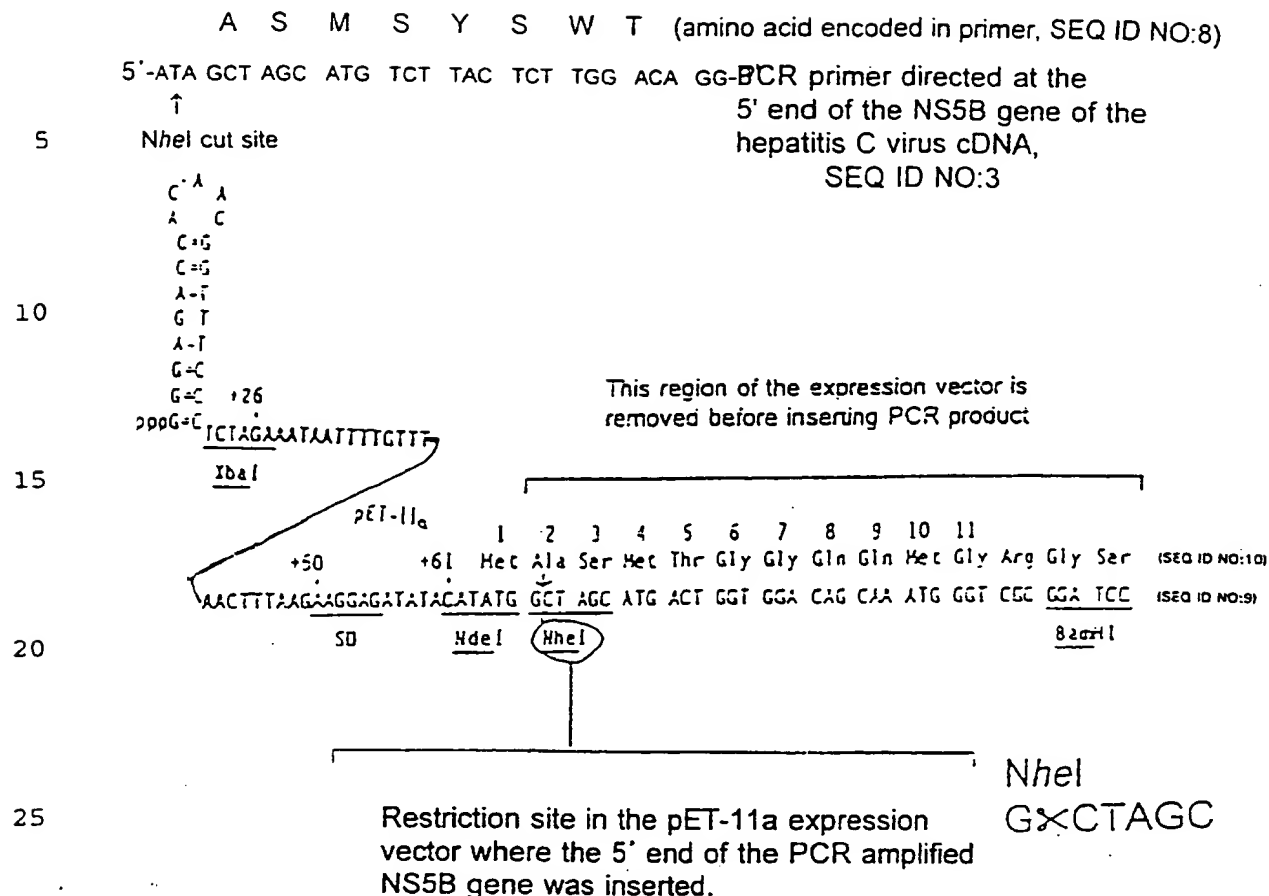 A S M S Y S W T (amino acid encoded in primer, SEQ ID NO:8)
5'-ATA GCT AGC ATG TCT TAC TCT TGG ACA GG- PCR primer directed at the
5' end of the NS5B gene of the
hepatitis C virus cDNA,
SEQ ID NO:3
↑
5
NheI cut site
C-A A
A C
C=G
C=G
A-T
10
G T
A-T
G=C
G=C +26
pppG=C TCTAGAAATAATTTTGTTT
XbaI
This region of the expression vector is
removed before inserting PCR product
15
pET-11a
1 2 3 4 5 6 7 8 9 10 11
+50 +61 Met Ala Ser Met Thr Gly Gly Gln Gln Met Gly Arg Gly Ser (SEQ ID NO:10)
AACTTTAAGAAGGAGATATACATATG GCT AGC ATG ACT GGT GGA CAG CAA ATG GGT CGC GGA TCC (SEQ ID NO:9)
SD NdeI NheI BamHI
20
NheI
G✂CTAGC
25
Restriction site in the pET-11a expression
vector where the 5' end of the PCR amplified
NS5B gene was inserted.